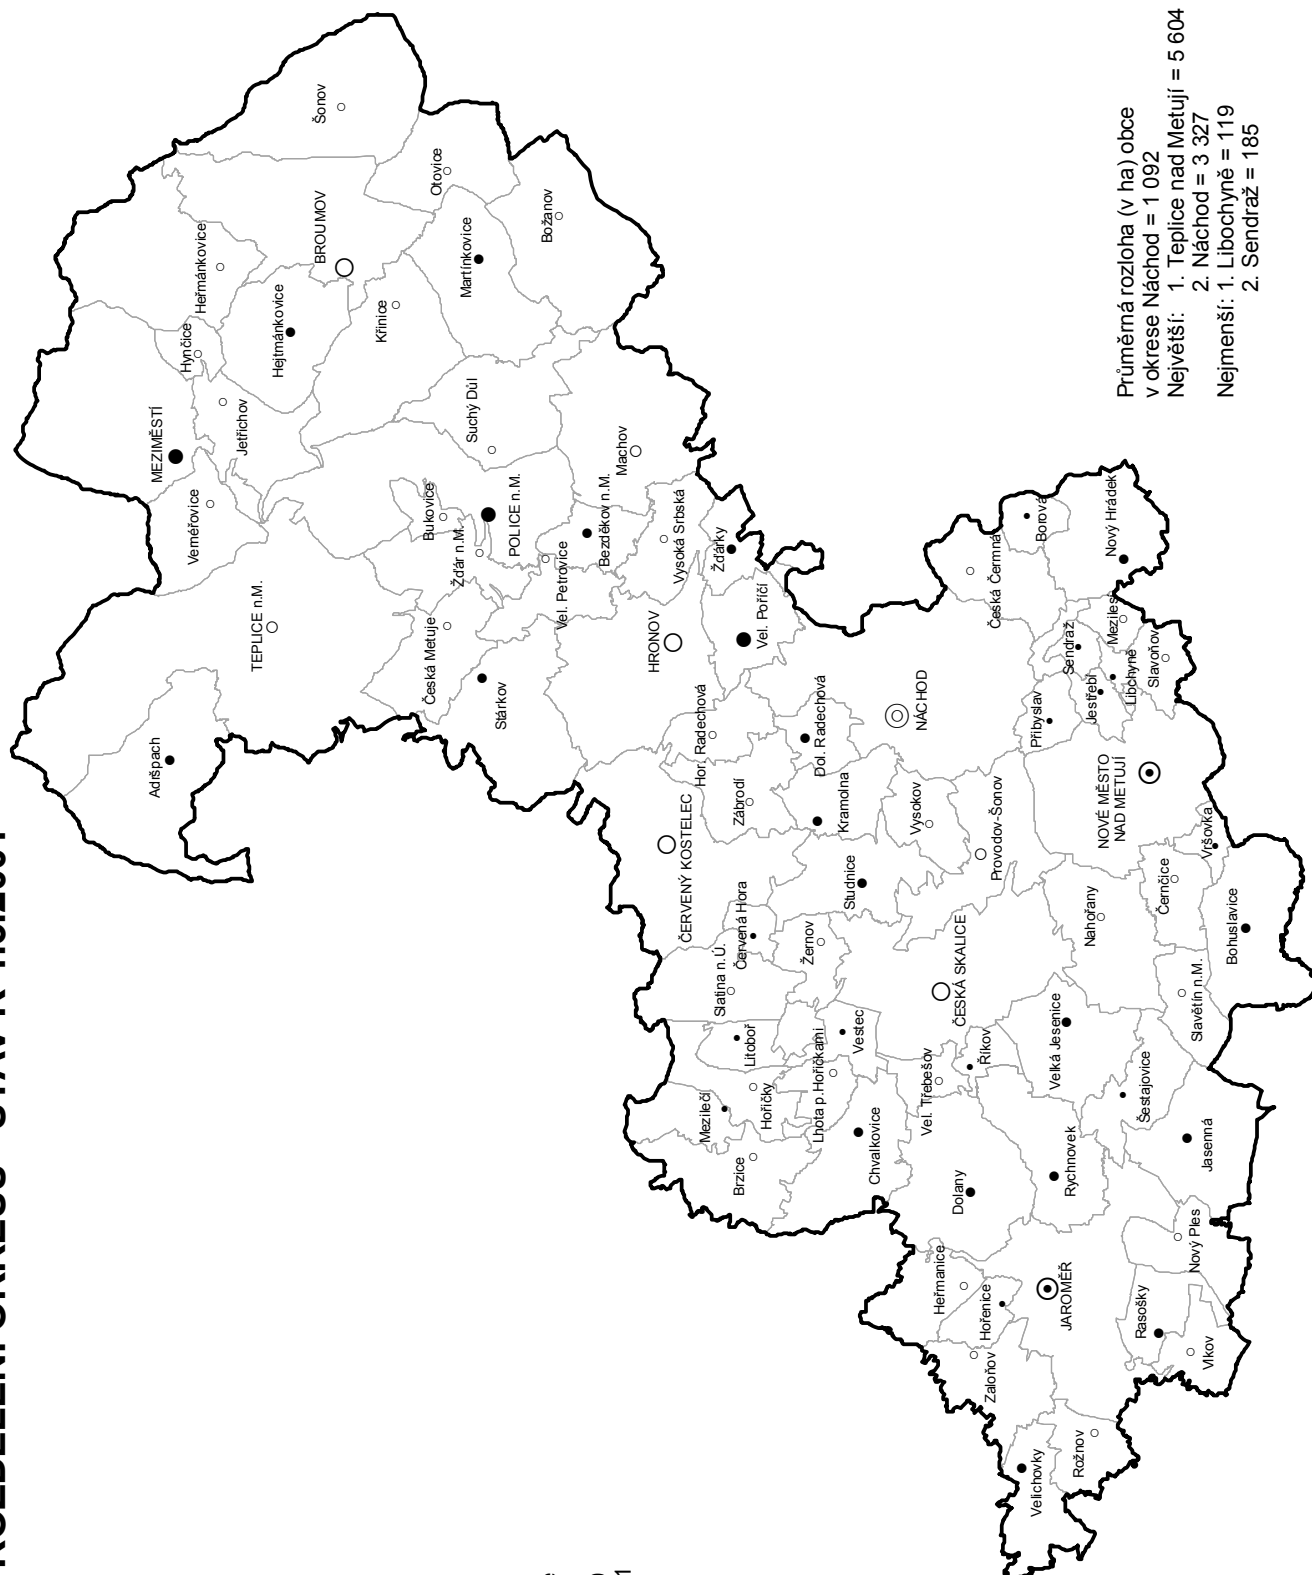 ROZDĚLENÍ OKRESU - STAV K
Adršpach
TEPLICE n.M.
Verněřovice
MEZIMĚSTÍ
Jetřichov
Hynčice
Heřmánkovice
Hejtmánkovice
BROUMOV
Šonov
Otovice
Křinice
Martínkovice
Božanov
Česká Metuje
Stárkov
Žďár n.M.
Bukovice
POLICE n.M.
Suchý Důl
Vel. Petrovice
Bezděkov n.M.
Machov
Vysoká Srbská
Žďárky
HRONOV
Vel. Poříčí
Hor. Radechová
Dol. Radechová
ČERVENÝ KOSTELEC
Zábrodí
Kramolna
NÁCHOD
Červená Hora
Slatina n.Ú.
Žernov
Studnice
Vysokov
Provodov-Šonov
Litoboř
Mezilečí
Hořičky
Brzice
Lhota p.Hořičkami
Vestec
Chvalkovice
ČESKÁ SKALICE
Vel. Třebešov
Říkov
Dolany
Velká Jesenice
Rychnovek
Šestajovice
Jasenná
Heřmanice
Hořenice
Zaloňov
JAROMĚŘ
Velichovky
Rožnov
Rasošky
Vlkov
Nový Ples
Nahořany
Černčice
Slavětín n.M.
Bohuslavice
Vršovka
NOVÉ MĚSTO
NAD METUJÍ
Přibyslav
Jestřebí
Libchyně
Sendraž
Mezilesí
Slavoňov
Česká Čermná
Borová
Nový Hrádek
Průměrná rozloha (v ha) obce
v okrese Náchod = 1 092
Největší: 1. Teplice nad Metují = 5 604
2. Náchod = 3 327
Nejmenší: 1. Libochyně = 119
2. Sendraž = 185